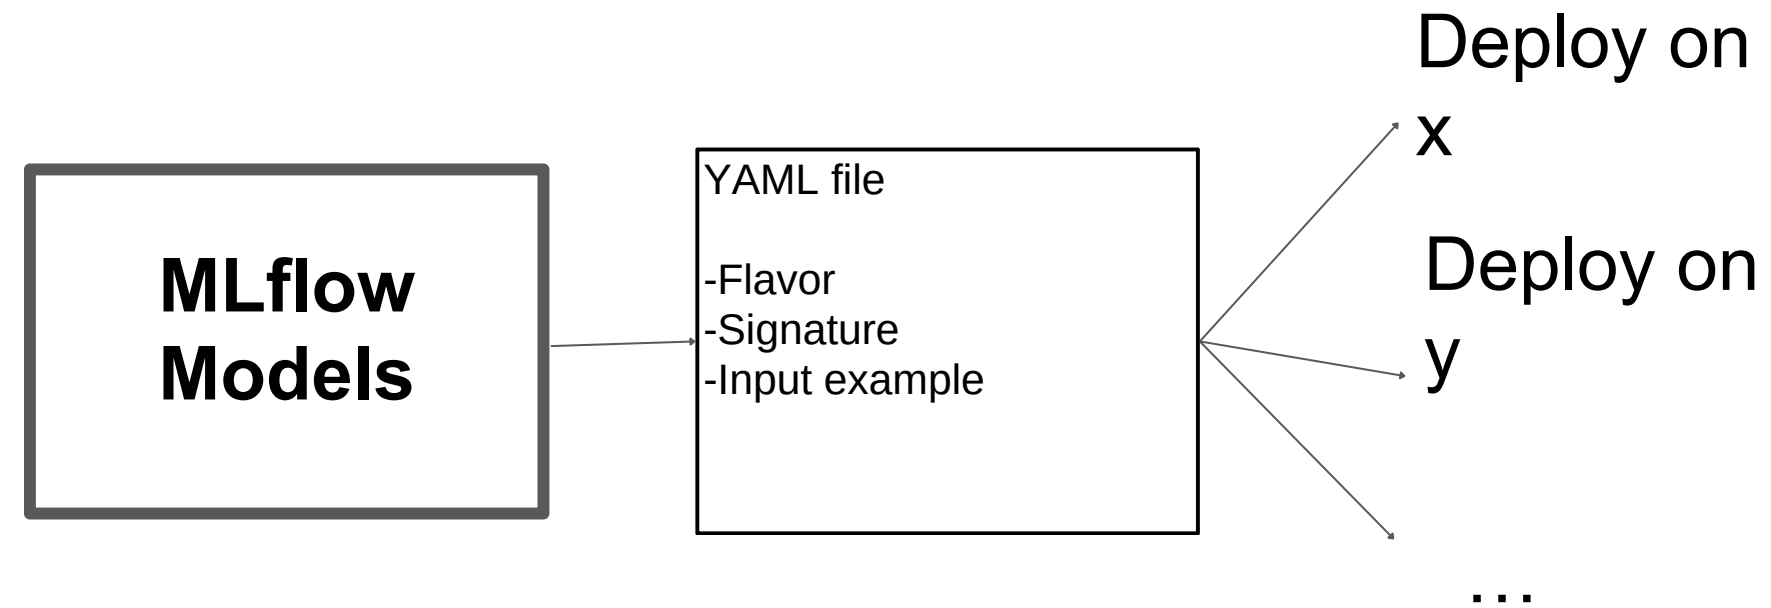 MLflow
Models
YAML file
-Flavor
-Signature
-Input example
Deploy on
x
Deploy on
y
…